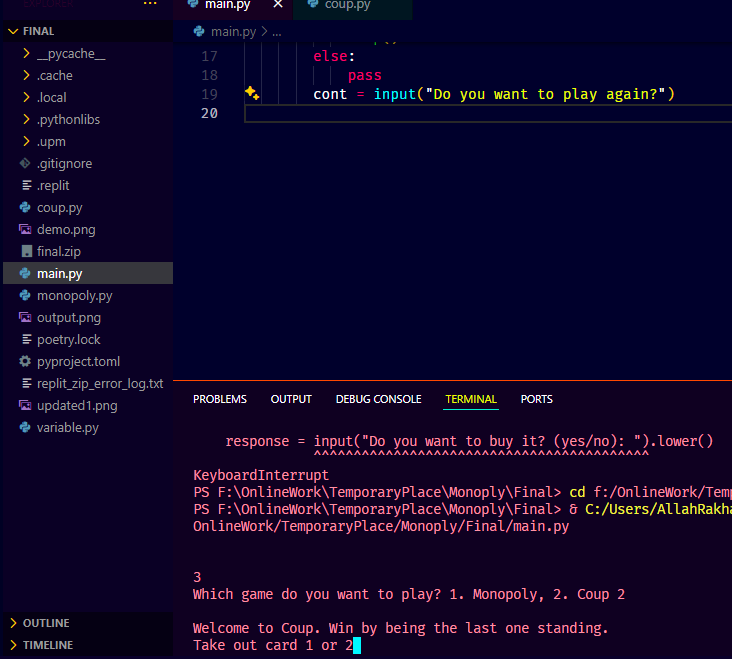 EXPLORER
...
main.py
coup.py
FINAL
main.py > ...
__pycache__
.cache
.local
.pythonlibs
.upm
.gitignore
.replit
coup.py
demo.png
final.zip
main.py
monopoly.py
output.png
poetry.lock
pyproject.toml
replit_zip_error_log.txt
updated1.png
variable.py
OUTLINE
TIMELINE
17 else:
18 pass
19 cont = input("Do you want to play again?")
20
PROBLEMS OUTPUT DEBUG CONSOLE TERMINAL PORTS
response = input("Do you want to buy it? (yes/no): ").lower()
^^^^^^^^^^^^^^^^^^^^^^^^^^^^^^^^^^^^^^^^^^
KeyboardInterrupt
PS F:\OnlineWork\TemporaryPlace\Monoply\Final> cd f:/OnlineWork/Tem
PS F:\OnlineWork\TemporaryPlace\Monoply\Final> & C:/Users/AllahRakha
OnlineWork/TemporaryPlace/Monoply/Final/main.py
3
Which game do you want to play? 1. Monopoly, 2. Coup 2
Welcome to Coup. Win by being the last one standing.
Take out card 1 or 2